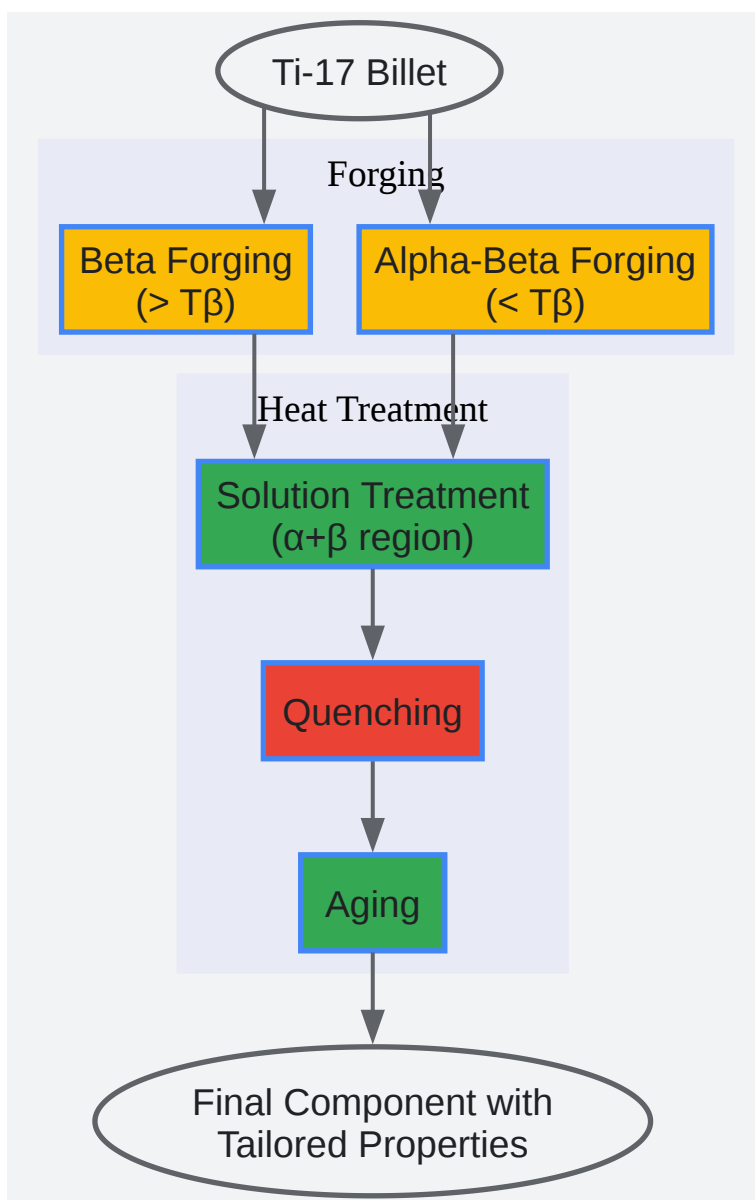 Ti-17 Billet
Forging
Beta Forging
(> Tβ)
Alpha-Beta Forging
(< Tβ)
Heat Treatment
Solution Treatment
(α+β region)
Quenching
Aging
Final Component with
Tailored Properties